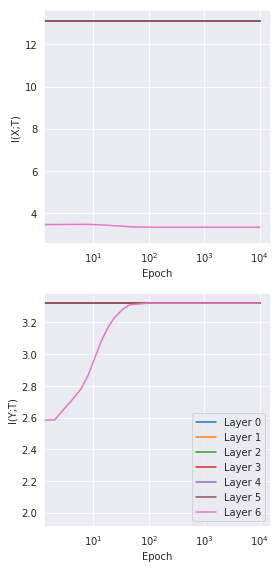 12
10
8
6
4
I(X;T)
10¹ 10² 10³ 10⁴
Epoch
3.2
3.0
2.8
2.6
2.4
2.2
2.0
I(Y;T)
Layer 0
Layer 1
Layer 2
Layer 3
Layer 4
Layer 5
Layer 6
10¹ 10² 10³ 10⁴
Epoch